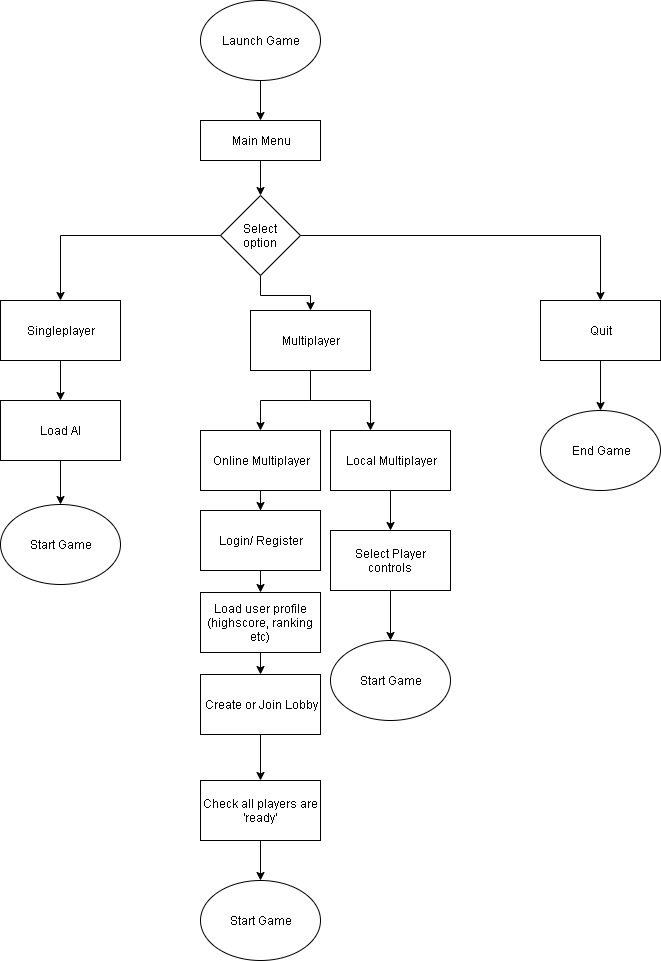 Launch Game
Main Menu
Select
option
Singleplayer
Multiplayer
Quit
Load AI
Online Multiplayer
Local Multiplayer
End Game
Start Game
Login/ Register
Select Player
controls
Load user profile
(highscore, ranking
etc)
Start Game
Create or Join Lobby
Check all players are
'ready'
Start Game